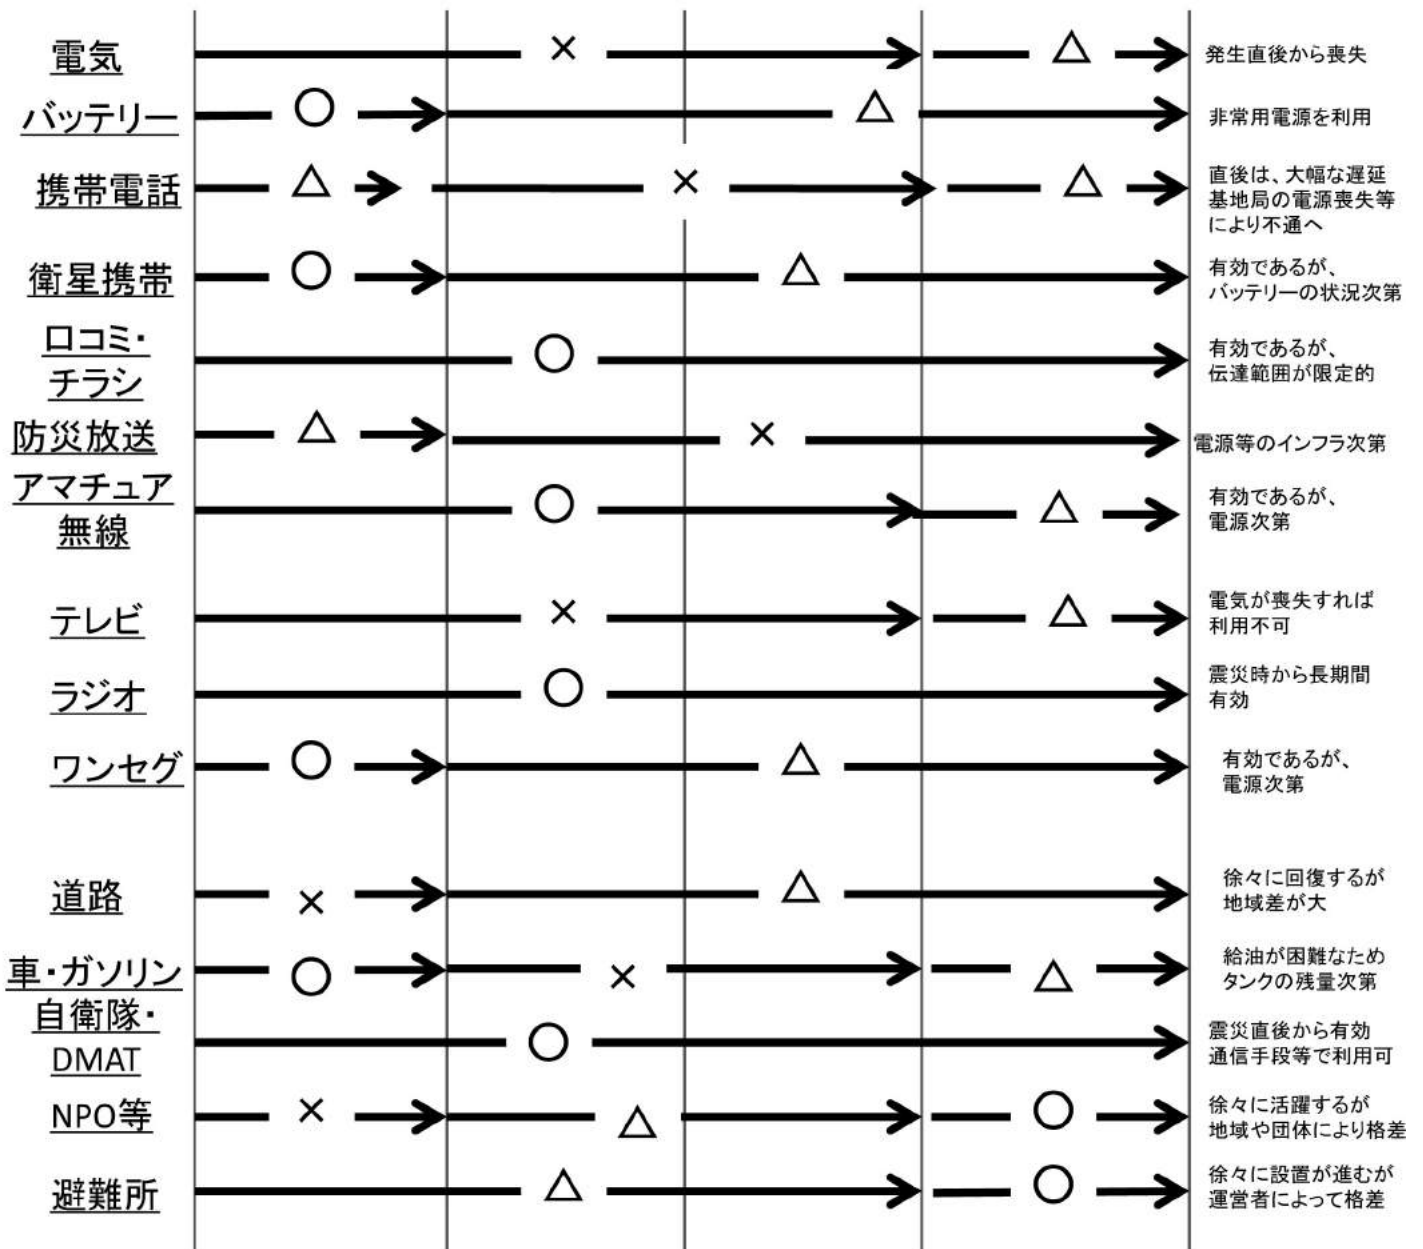 電気
× △
発生直後から喪失
バッテリー
○ △
非常用電源を利用
携帯電話
△ × △
直後は、大幅な遅延
基地局の電源喪失等
により不通へ
衛星携帯
○ △
有効であるが、
バッテリーの状況次第
口コミ・
チラシ
○
有効であるが、
伝達範囲が限定的
防災放送
△ ×
電源等のインフラ次第
アマチュア
無線
○ △
有効であるが、
電源次第
テレビ
× △
電気が喪失すれば
利用不可
ラジオ
○
震災時から長期間
有効
ワンセグ
○ △
有効であるが、
電源次第
道路
× △
徐々に回復するが
地域差が大
車・ガソリン
○ × △
給油が困難なため
タンクの残量次第
自衛隊・
DMAT
○
震災直後から有効
通信手段等で利用可
NPO等
× △ ○
徐々に活躍するが
地域や団体により格差
避難所
△ ○
徐々に設置が進むが
運営者によって格差